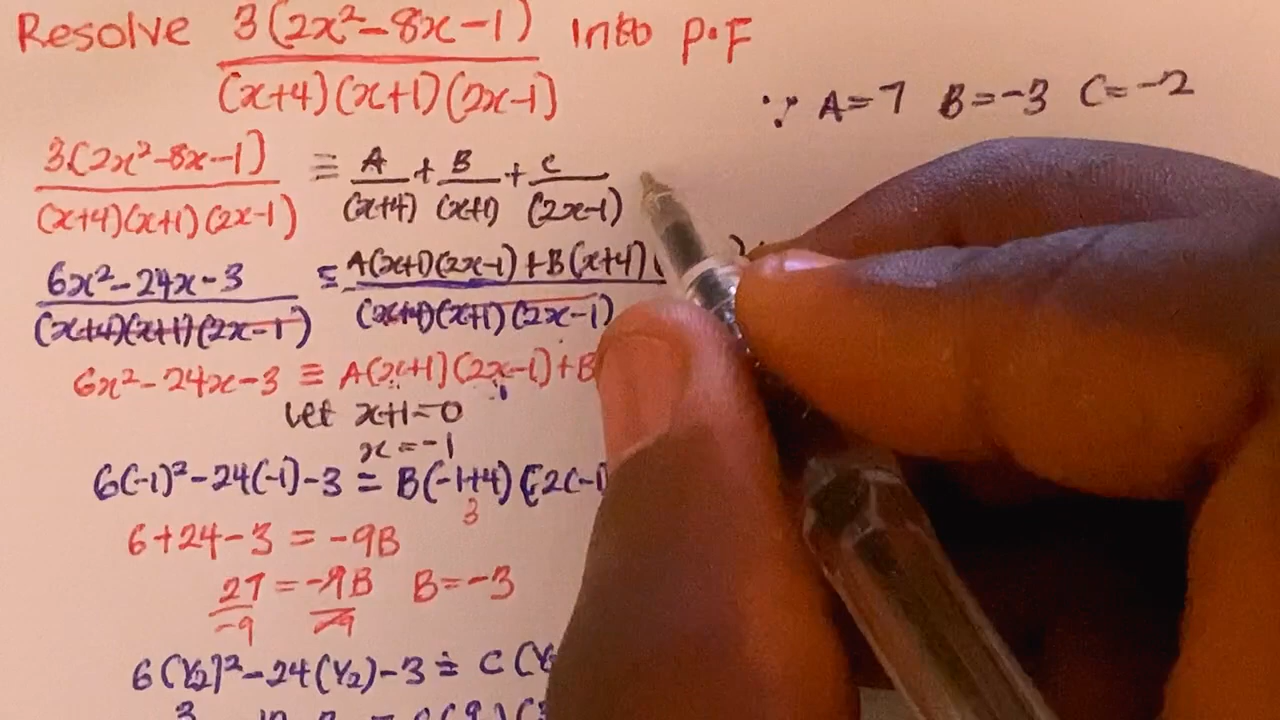 Resolve 3(2x²-8x-1) / (x+4)(x+1)(2x-1) into P.F
∵ A=7 B=-3 C=-2
3(2x²-8x-1) / (x+4)(x+1)(2x-1) ≡ A/(x+4) + B/(x+1) + C/(2x-1)
6x²-24x-3 / (x+4)(x+1)(2x-1) = A(x+1)(2x-1)+B(x+4)( / (x+4)(x+1)(2x-1)
6x²-24x-3 ≡ A(x+1)(2x-1)+B
Let x+1=0
x=-1
6(-1)²-24(-1)-3 = B(-1+4)(2(-1
3
6+24-3 = -9B
27/-9 = -9B/-9 B=-3
6(1/2)²-24(1/2)-3 = C(